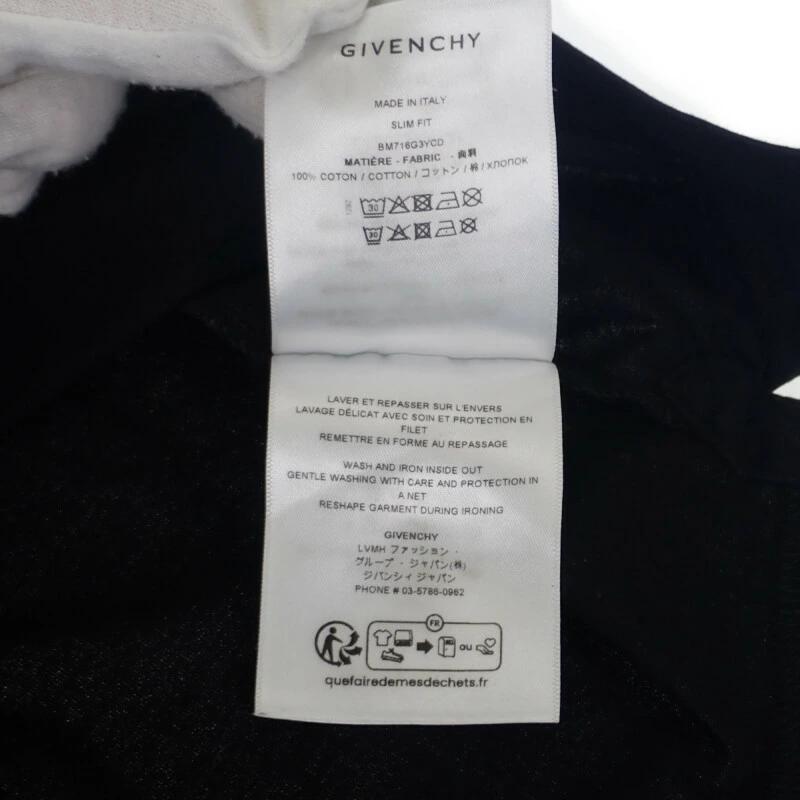 GIVENCHY
MADE IN ITALY
SLIM FIT
BM716G3YCD
MATIÈRE - FABRIC - 面料
100% COTON / COTTON / コットン / 棉 / ХЛОПОК
30
30
LAVER ET REPASSER SUR L'ENVERS
LAVAGE DÉLICAT AVEC SOIN ET PROTECTION EN
FILET
REMETTRE EN FORME AU REPASSAGE
WASH AND IRON INSIDE OUT
GENTLE WASHING WITH CARE AND PROTECTION IN
A NET
RESHAPE GARMENT DURING IRONING
GIVENCHY
LVMH ファッション・
グループ・ジャパン(株)
ジバンシィ ジャパン
PHONE # 03-5786-0962
FR
OU
quefairedemesdechets.fr